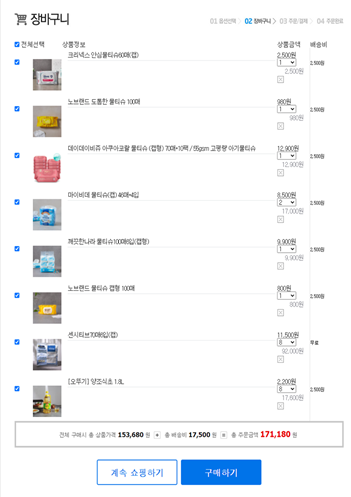 장바구니
01 옵션선택 > 02 장바구니 > 03 주문/결제 > 04 주문완료
전체선택 상품정보 상품금액 배송비
크리넥스 안심물티슈60매(캡) 2,500원
1 2,500원
2,500원
노브랜드 도톰한 물티슈 100매 980원
1 2,500원
980원
데이데이비쥬 아쿠아코랄 물티슈 (캡형) 70매*10팩 / 55gsm 고평량 아기물티슈 12,900원
1 2,500원
12,900원
마이비데 물티슈(캡) 46매*4입 8,500원
2 2,500원
17,000원
깨끗한나라 물티슈100매6입(캡형) 9,900원
1 2,500원
9,900원
노브랜드 물티슈 캡형 100매 800원
1 2,500원
800원
센시티브70매6입(캡) 11,500원
8 무료
92,000원
[오뚜기] 양조식초 1.8L 2,200원
8 2,500원
17,600원
전체 구매시 총 상품가격 153,680 원 + 총 배송비 17,500 원 = 총 주문금액 171,180 원
계속 쇼핑하기 구매하기